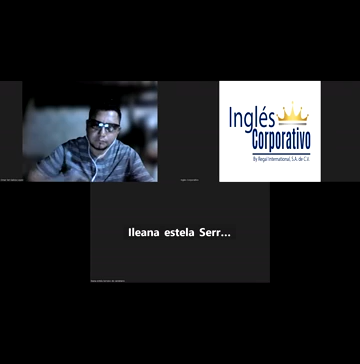 Inglés
Corporativo
By Regal International, S.A. de C.V.
Ileana estela Serr...